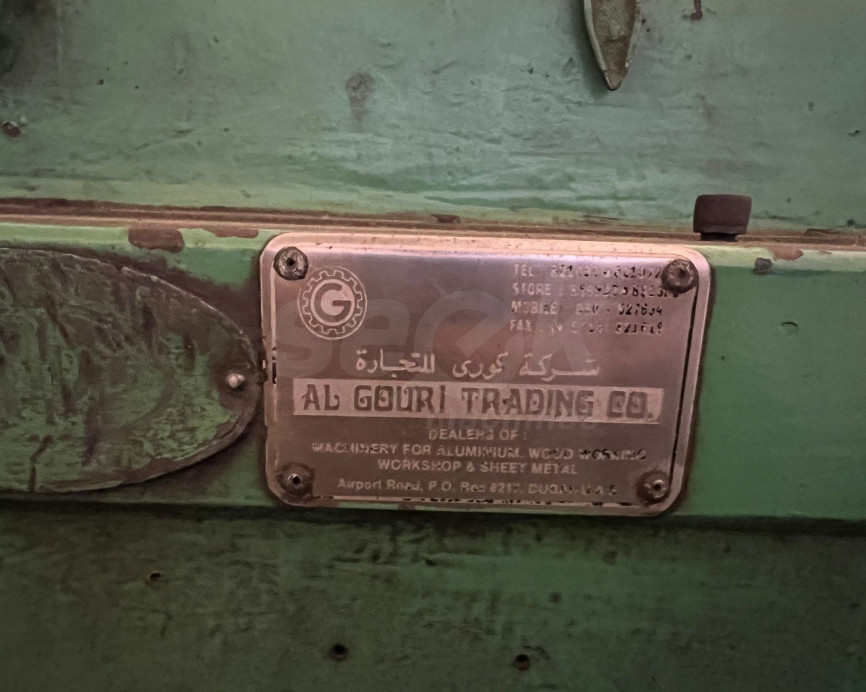 G
TEL :
STORE :
MOBILE :
FAX :
شركة كورى للتجارة
AL GOURI TRADING CO.
DEALERS OF :
MACHINERY FOR ALUMINIUM, WOOD WORKING
WORKSHOP & SHEET METAL
Airport Road, P.O. Box